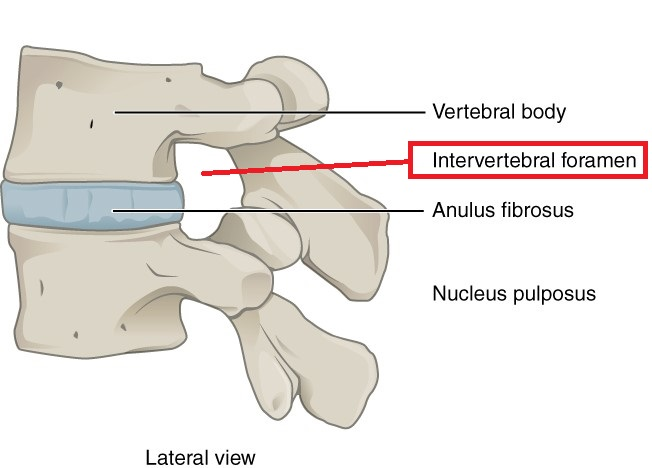 Vertebral body
Intervertebral foramen
Anulus fibrosus
Nucleus pulposus
Lateral view